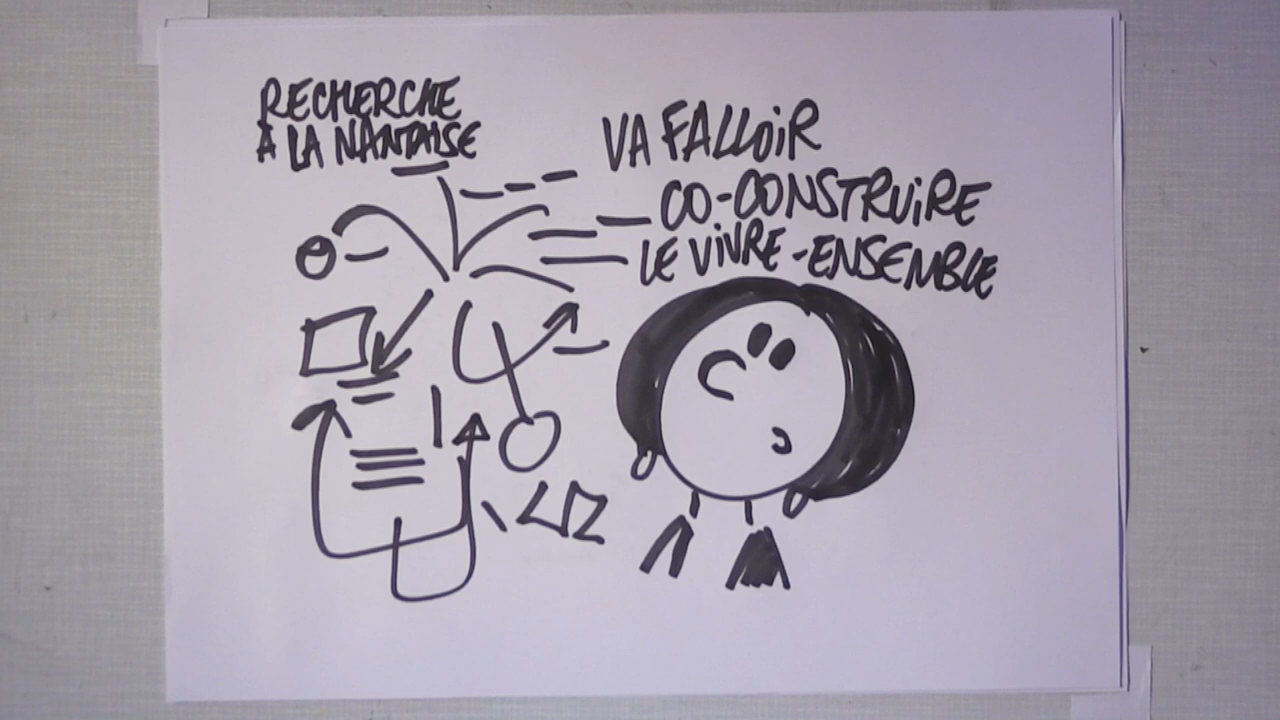 RECHERCHE
A LA NANTAISE
VA FALLOIR
CO-CONSTRUIRE
LE VIVRE-ENSEMBLE